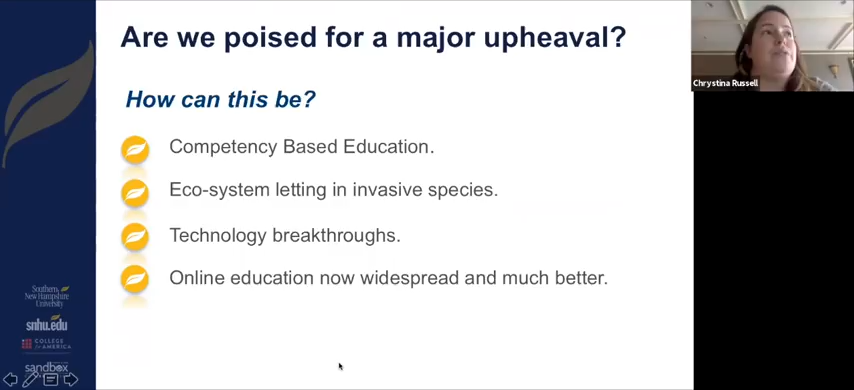 Are we poised for a major upheaval?
Chrystina Russell
How can this be?
Competency Based Education.
Eco-system letting in invasive species.
Technology breakthroughs.
Online education now widespread and much better.
Southern
New Hampshire
University
snhu.edu
COLLEGE
for AMERICA
sandbox